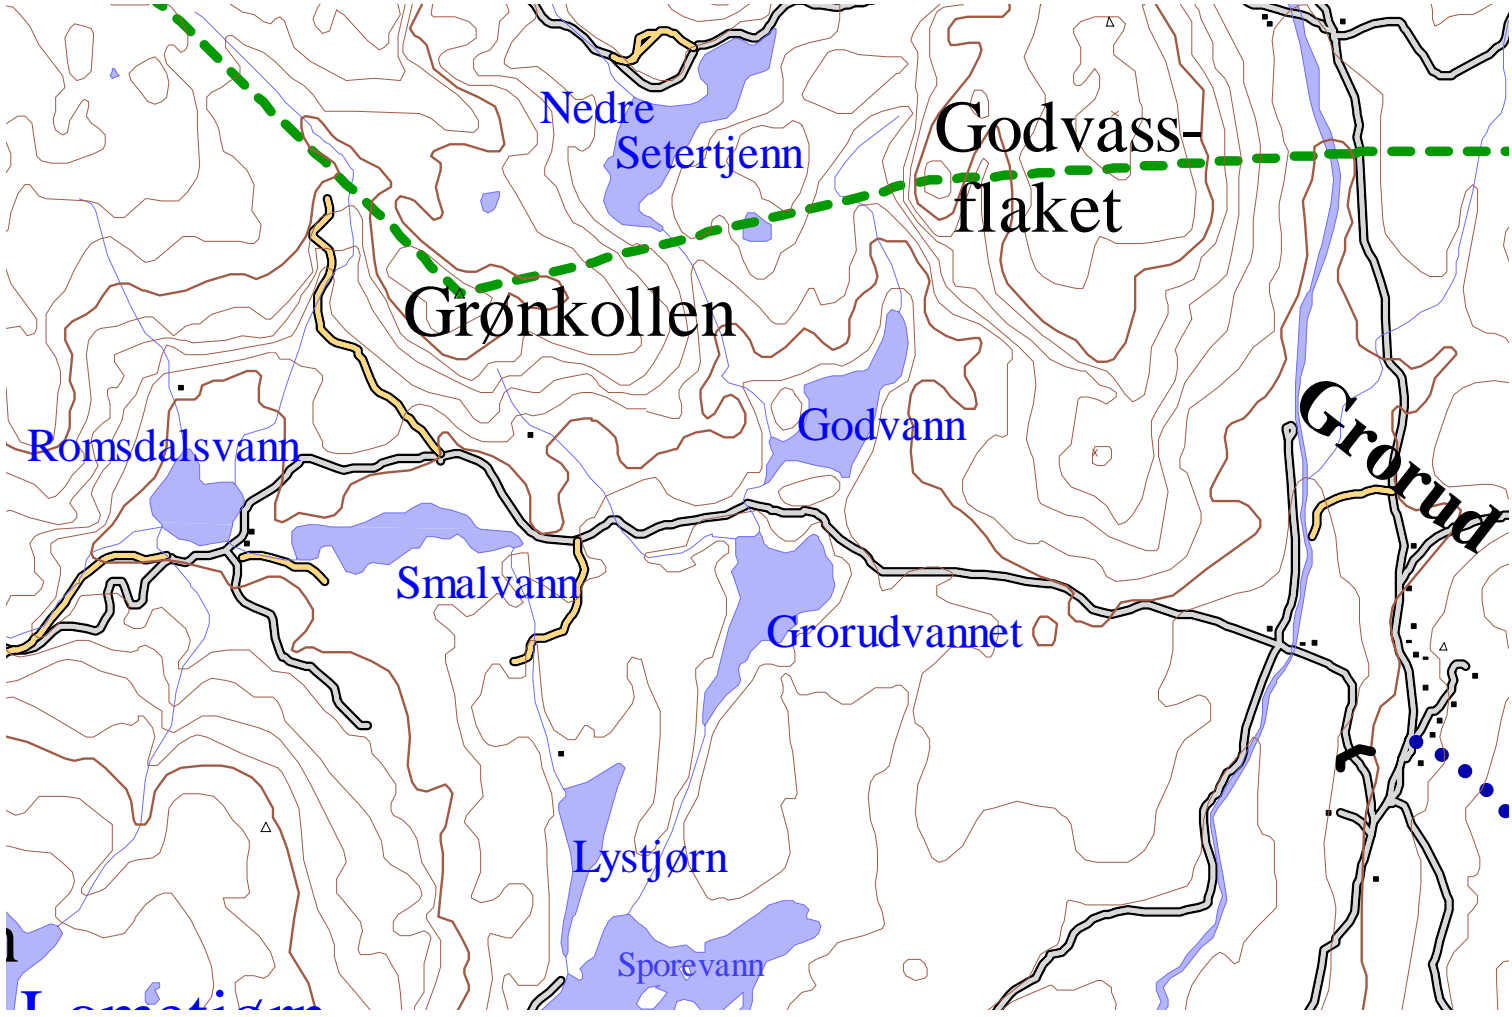 Nedre
Setertjenn
Godvass-
flaket
Grønkollen
Godvann
Grorud
Romsdalsvann
Smalvann
Grorudvannet
Lystjørn
Sporevann
n